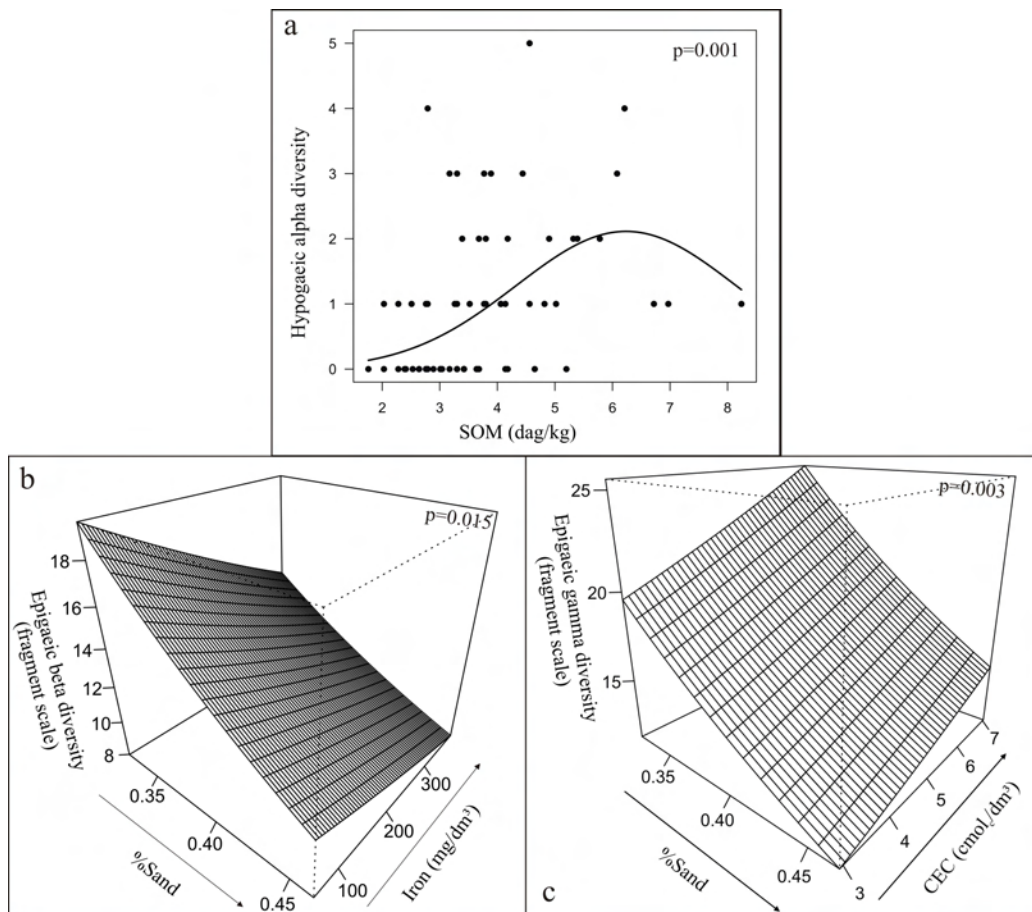 a
p=0.001
Hypogaeic alpha diversity
5
4
3
2
1
0
2 3 4 5 6 7 8
SOM (dag/kg)
b
p=0.015
Epigaeic beta diversity
(fragment scale)
18
16
14
12
10
8
0.35
0.40
0.45
%Sand
100
200
300
Iron (mg/dm³)
c
p=0.003
Epigaeic gamma diversity
(fragment scale)
25
20
15
0.35
0.40
0.45
%Sand
3
4
5
6
7
CEC (cmolc/dm³)